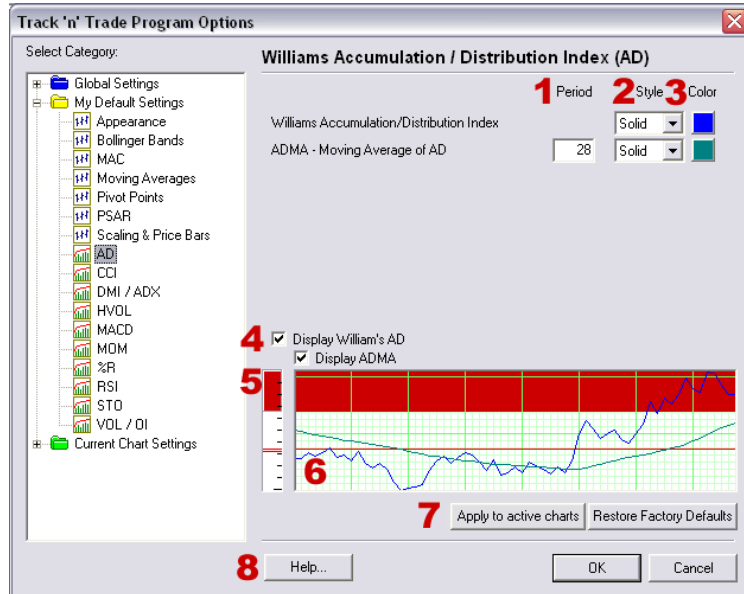 Track 'n' Trade Program Options
Select Category:
Global Settings
My Default Settings
Appearance
Bollinger Bands
MAC
Moving Averages
Pivot Points
PSAR
Scaling & Price Bars
AD
CCI
DMI / ADX
HVOL
MACD
MOM
%R
RSI
STO
VOL / OI
Current Chart Settings
Williams Accumulation / Distribution Index (AD)
1 Period 2 Style 3 Color
Williams Accumulation/Distribution Index Solid
ADMA - Moving Average of AD 28 Solid
4 Display William's AD
Display ADMA
5
6
7 Apply to active charts Restore Factory Defaults
8 Help... OK Cancel